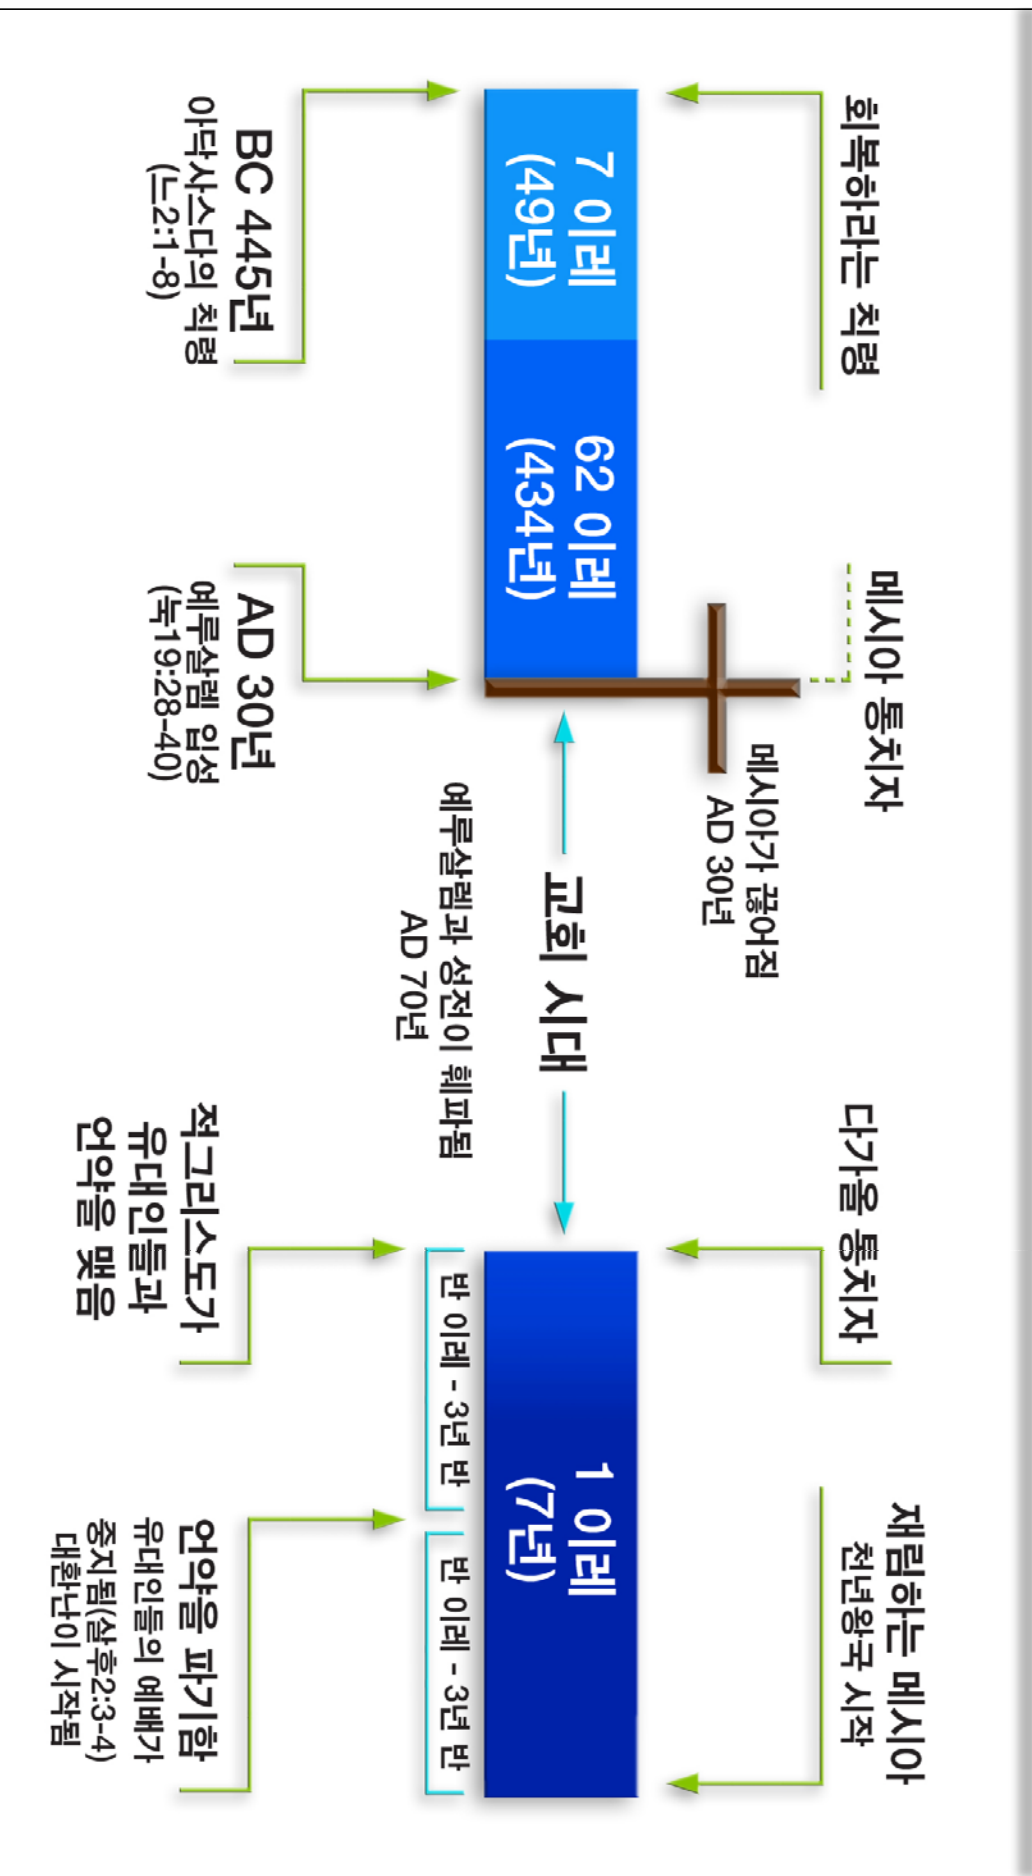 회복하라는 칙령
메시아 통치자
메시아가 끊어짐
AD 30년
다가올 통치자
재림하는 메시아
천년왕국 시작
7 이레
(49년)
62 이레
(434년)
교회 시대
1 이레
(7년)
예루살렘과 성전이 훼파됨
AD 70년
반 이레 - 3년 반
반 이레 - 3년 반
BC 445년
아닥사스다의 칙령
(느2:1-8)
AD 30년
예루살렘 입성
(눅19:28-40)
적그리스도가
유대인들과
언약을 맺음
언약을 파기함
유대인들의 예배가
중지됨(살후2:3-4)
대환난이 시작됨